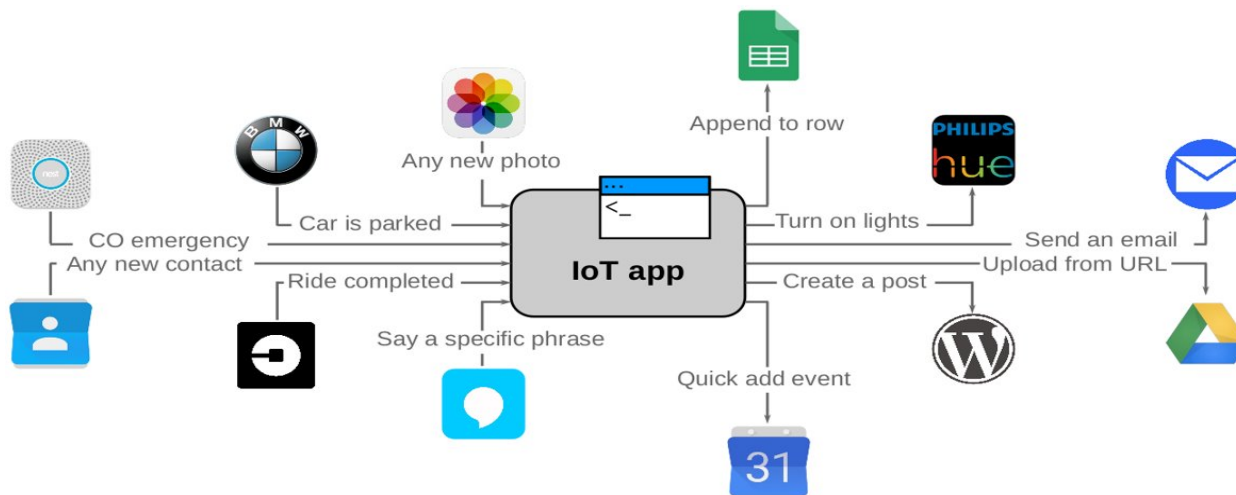 Append to row
PHILIPS
hue
BMW
Any new photo
nest
Car is parked
<_
Turn on lights
CO emergency
Send an email
Any new contact
IoT app
Upload from URL
Ride completed
Create a post
Say a specific phrase
W
Quick add event
31